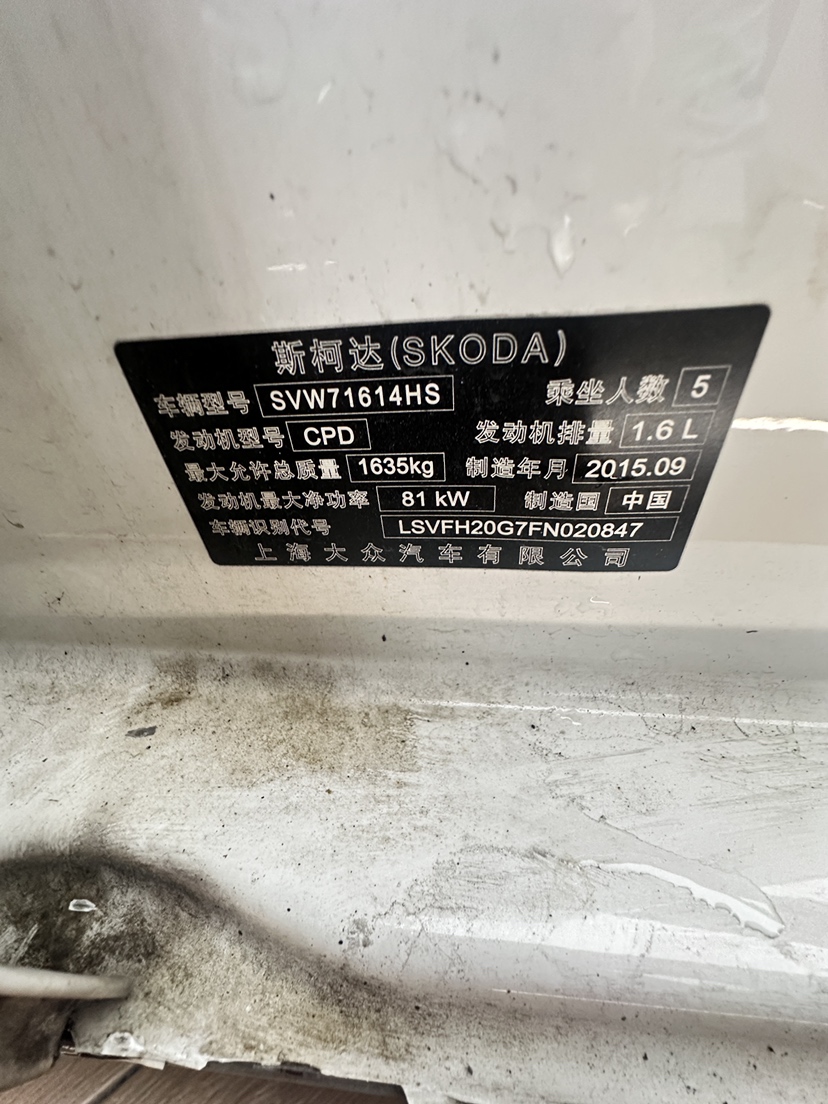 斯柯达(SKODA)
车辆型号 SVW71614HS 乘坐人数 5
发动机型号 CPD 发动机排量 1.6 L
最大允许总质量 1635kg 制造年月 2015.09
发动机最大净功率 81 kW 制造国 中国
车辆识别代号 LSVFH20G7FN020847
上海大众汽车有限公司